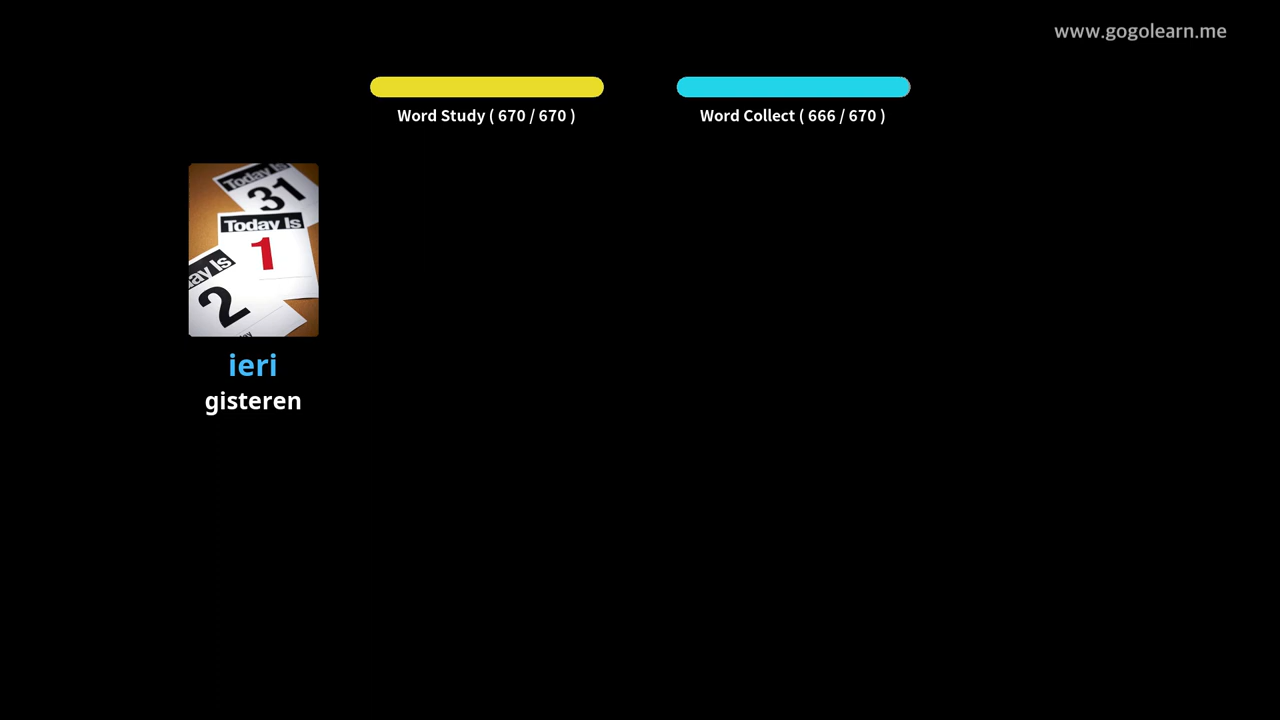 www.gogolearn.me
Word Study ( 670 / 670 )
Word Collect ( 666 / 670 )
Today Is
31
Today Is
1
ay Is
2
ieri
gisteren